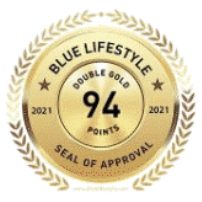 BLUE LIFESTYLE
DOUBLE GOLD
2021
94
2021
POINTS
SEAL OF APPROVAL